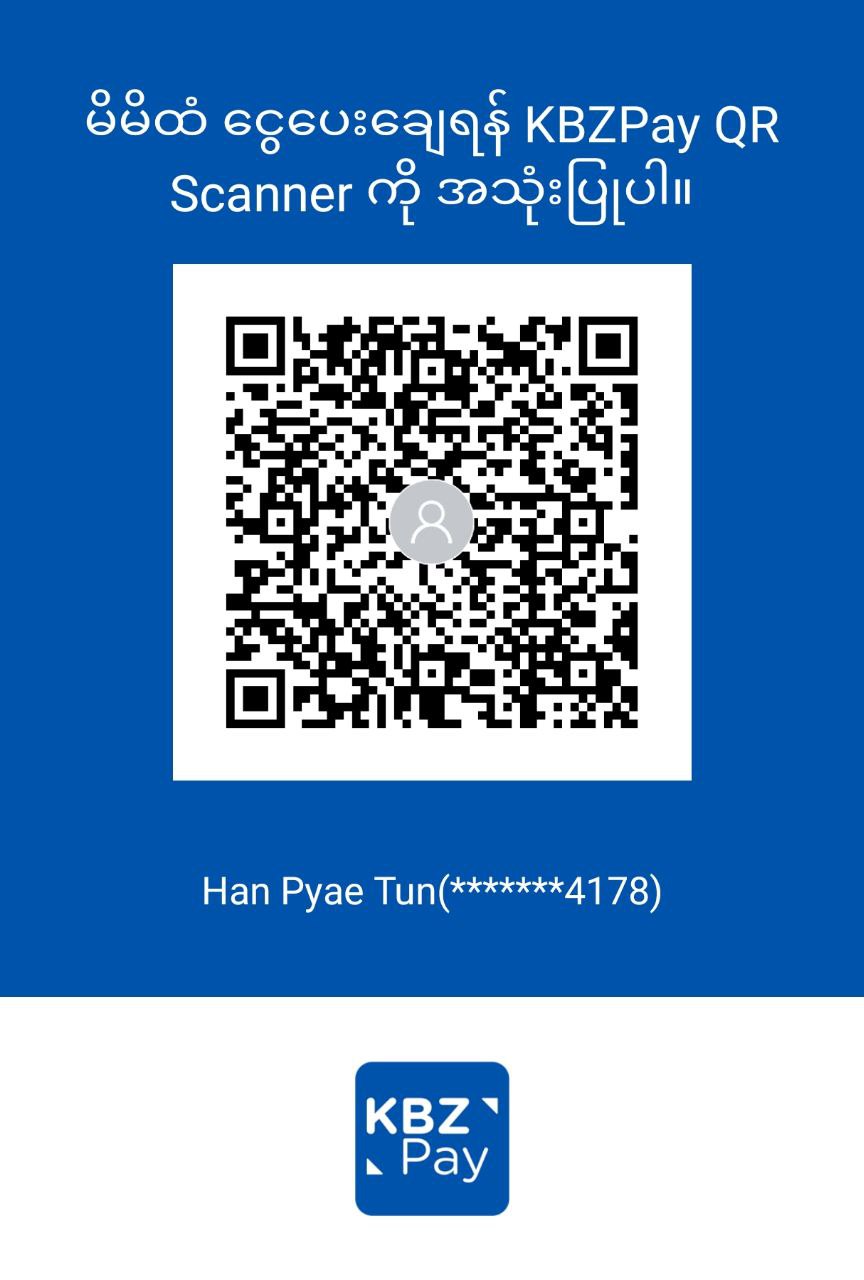 မိမိထံ ငွေပေးချေရန် KBZPay QR
Scanner ကို အသုံးပြုပါ။
Han Pyae Tun(*******4178)
KBZ
Pay